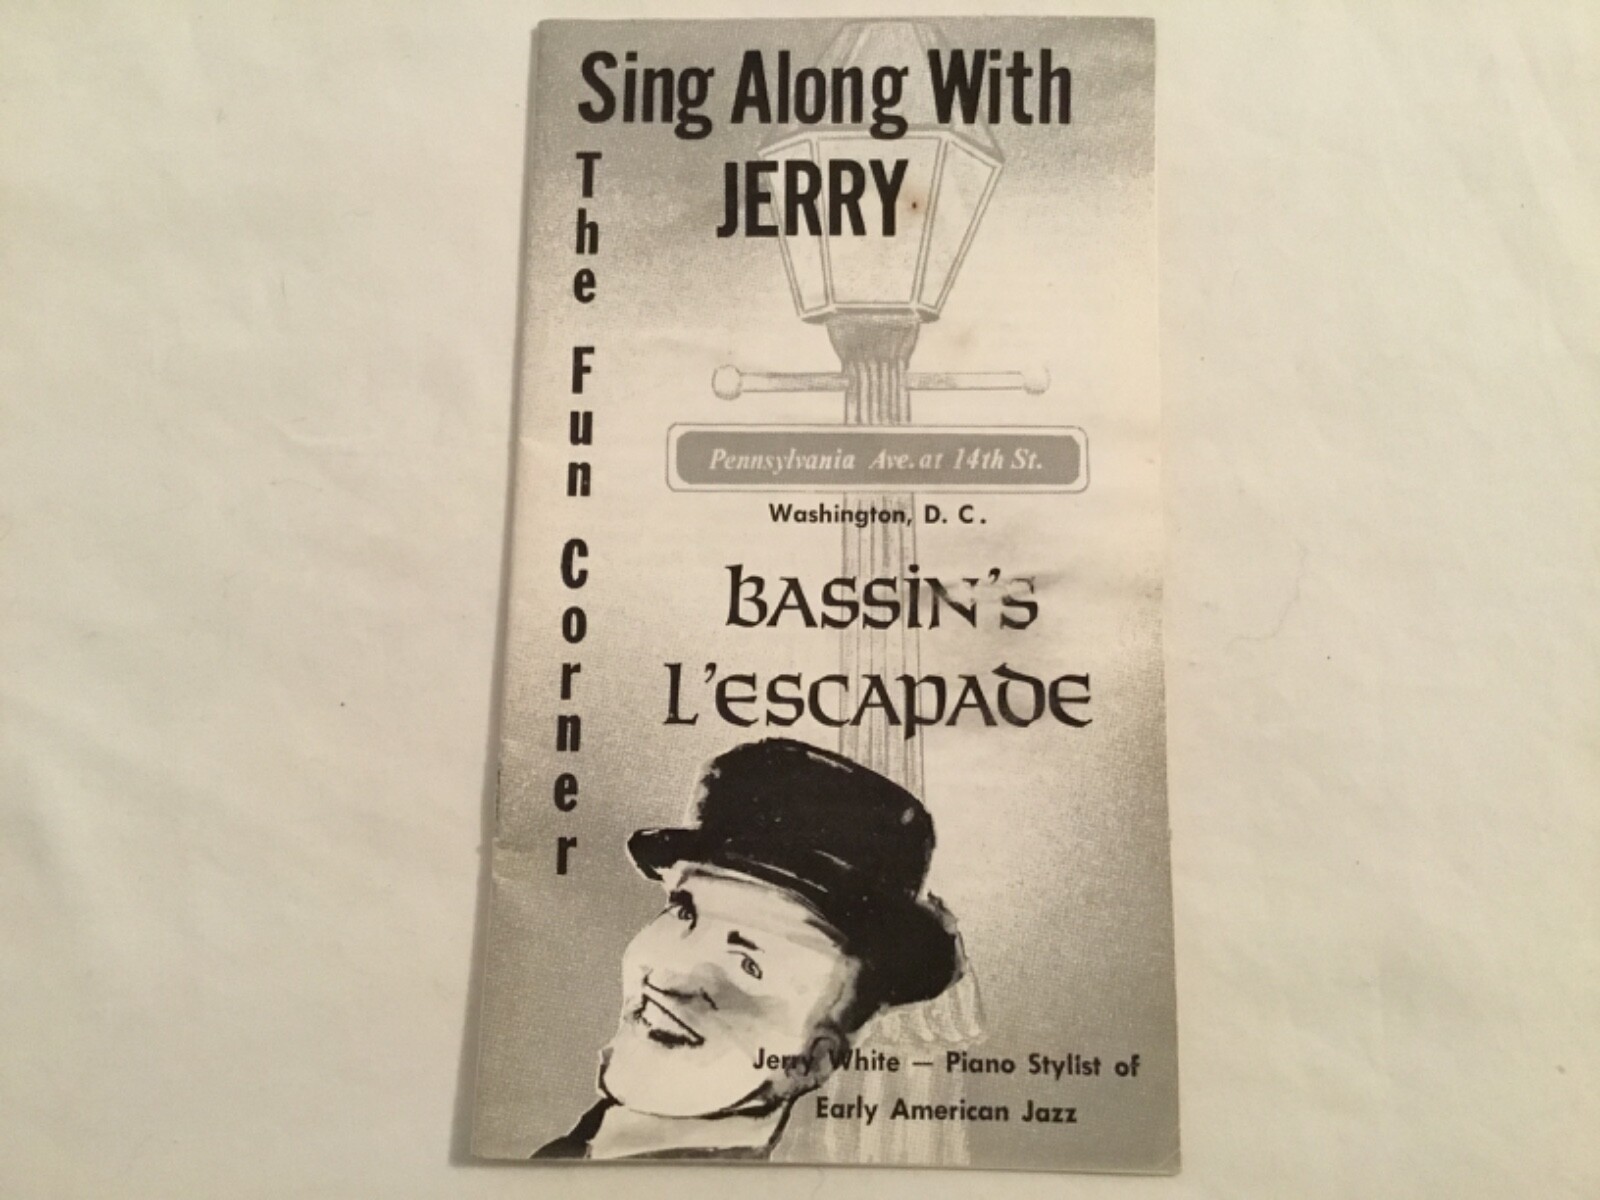 Sing Along With
JERRY
The Fun Corner
Pennsylvania Ave. at 14th St.
Washington, D. C.
BASSIN'S
L'ESCAPADE
Jerry White — Piano Stylist of
Early American Jazz